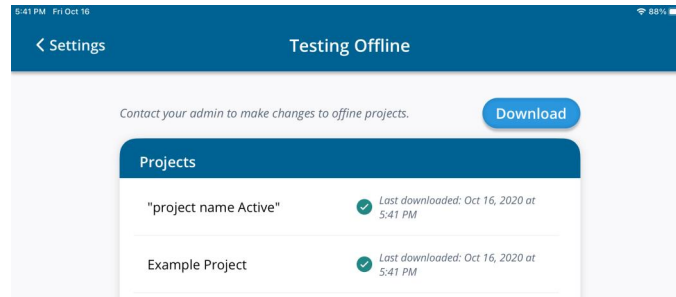 5:41 PM Fri Oct 16 88%
Settings Testing Offline
Contact your admin to make changes to offine projects. Download
Projects
"project name Active" Last downloaded: Oct 16, 2020 at
5:41 PM
Example Project Last downloaded: Oct 16, 2020 at
5:41 PM